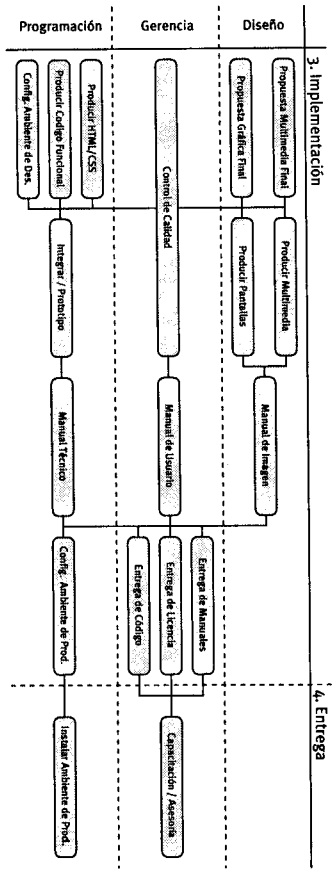 Programación
Gerencia
Diseño
3. Implementación
Propuesta Multimedia Final
Propuesta Gráfica Final
Control de Calidad
Producir HTML/CSS
Producir Codigo Funcional
Config. Ambiente de Des.
Producir Multimedia
Producir Pantallas
Integrar / Prototipo
Manual de Imagen
Manual de Usuario
Manual Técnico
Entrega de Manuales
Entrega de Licencia
Entrega de Código
Config. Ambiente de Prod.
4. Entrega
Capacitación / Asesoría
Instalar Ambiente de Prod.